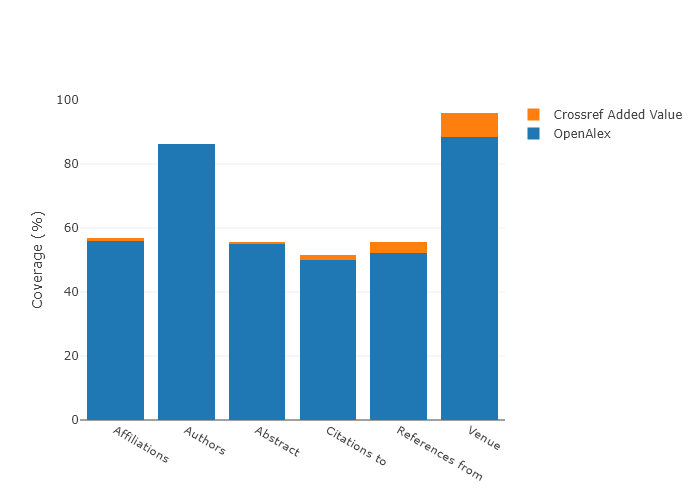 Crossref Added Value
OpenAlex
Coverage (%)
100
80
60
40
20
0
Affiliations
Authors
Abstract
Citations to
References from
Venue